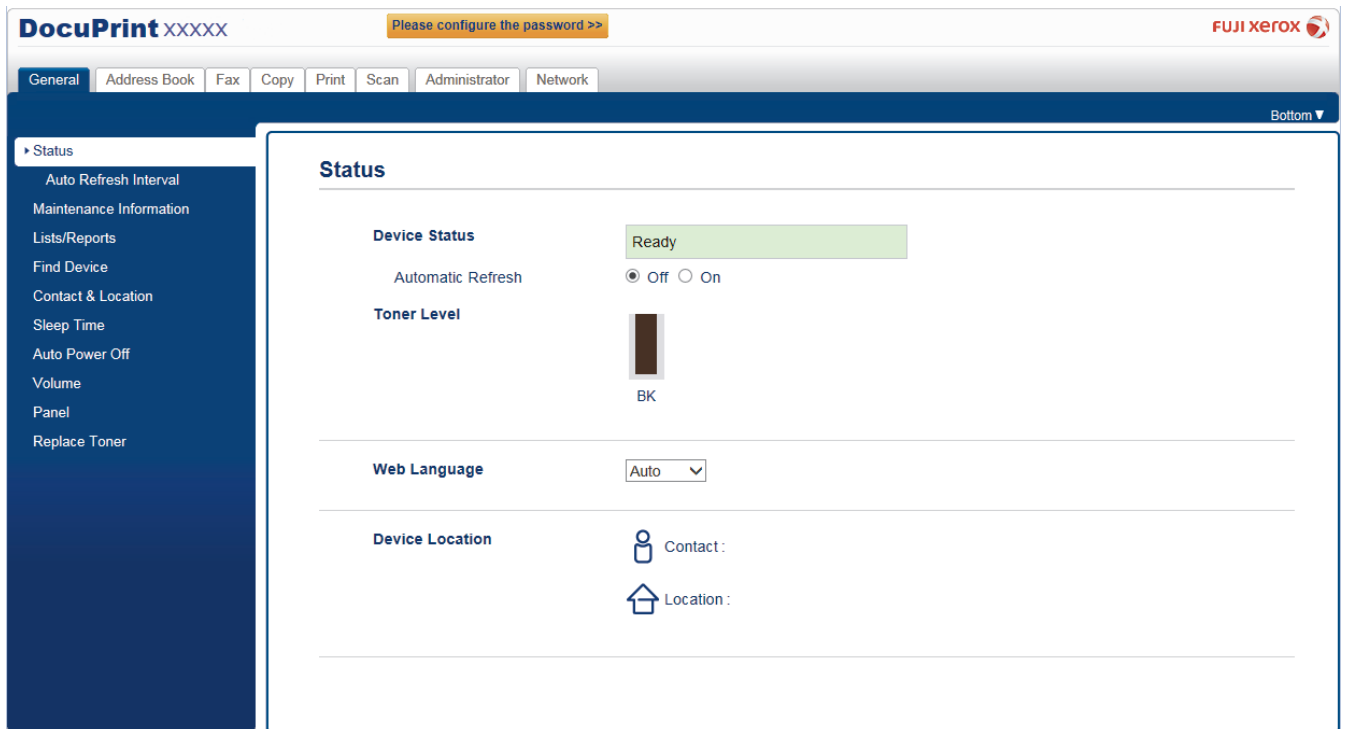 DocuPrint xxxxx
Please configure the password >>
FUJI xerox
General Address Book Fax Copy Print Scan Administrator Network
Bottom▼
Status
Auto Refresh Interval
Maintenance Information
Lists/Reports
Find Device
Contact & Location
Sleep Time
Auto Power Off
Volume
Panel
Replace Toner
Status
Device Status Ready
Automatic Refresh Off On
Toner Level
BK
Web Language Auto
Device Location Contact :
Location :